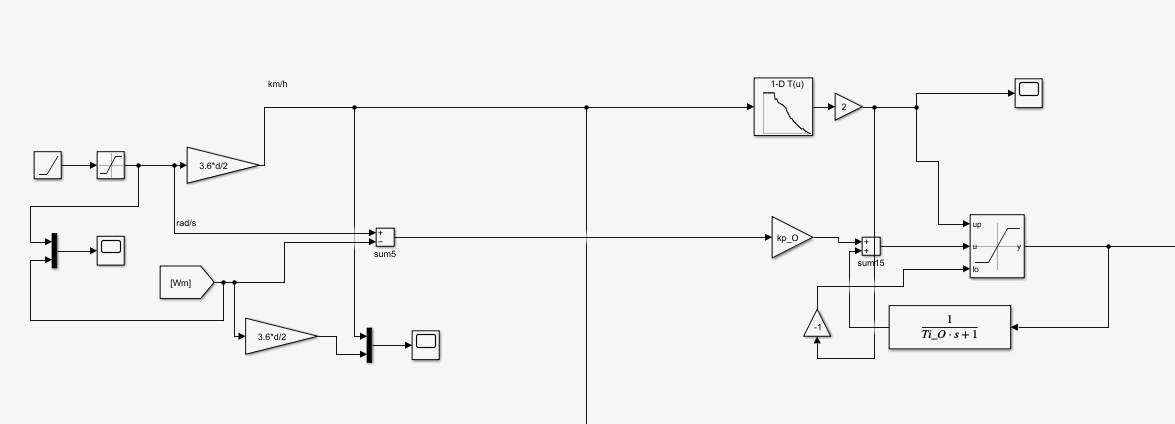 km/h
1-D T(u)
2
3.6*d/2
rad/s
+
−
sum5
kp_O
+
+
sum15
up
u
y
lo
[Wm]
3.6*d/2
-1
1
Ti_O · s + 1